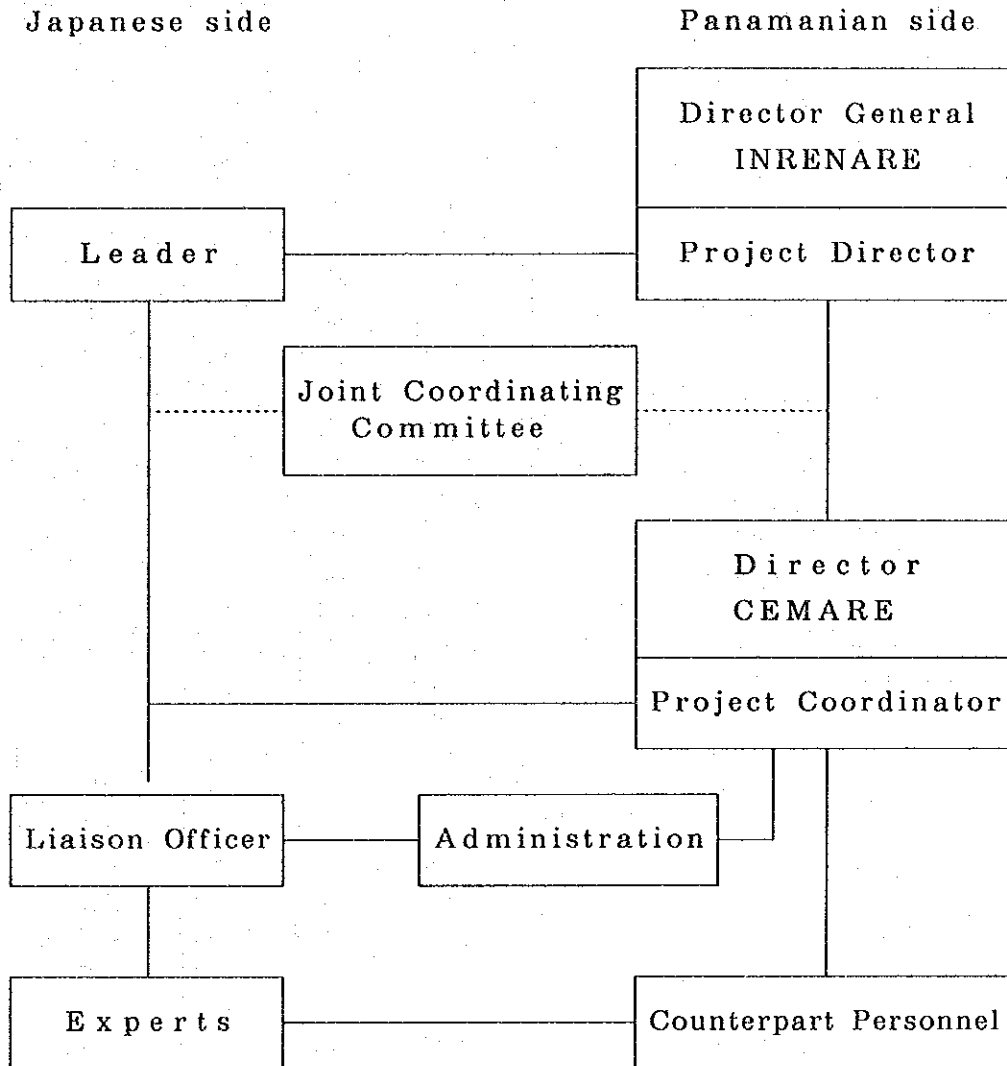 Japanese side
Panamanian side
Director General
INRENARE
Leader
Project Director
Joint Coordinating
Committee
Director
CEMARE
Project Coordinator
Liaison Officer
Administration
Experts
Counterpart Personnel